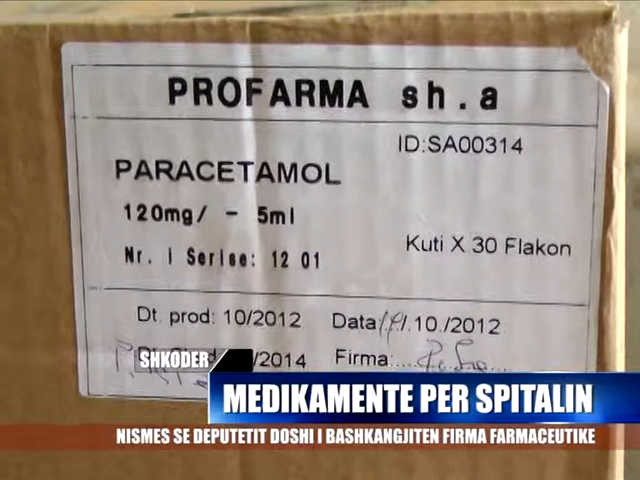 PROFARMA sh.a
ID:SA00314
PARACETAMOL
120mg/ - 5ml
Kuti X 30 Flakon
Nr. i Serise: 12 01
Dt. prod: 10/2012 Data /.10./2012
/2014 Firma:
SHKODER
MEDIKAMENTE PER SPITALIN
NISMES SE DEPUTETIT DOSHI I BASHKANGJITEN FIRMA FARMACEUTIKE